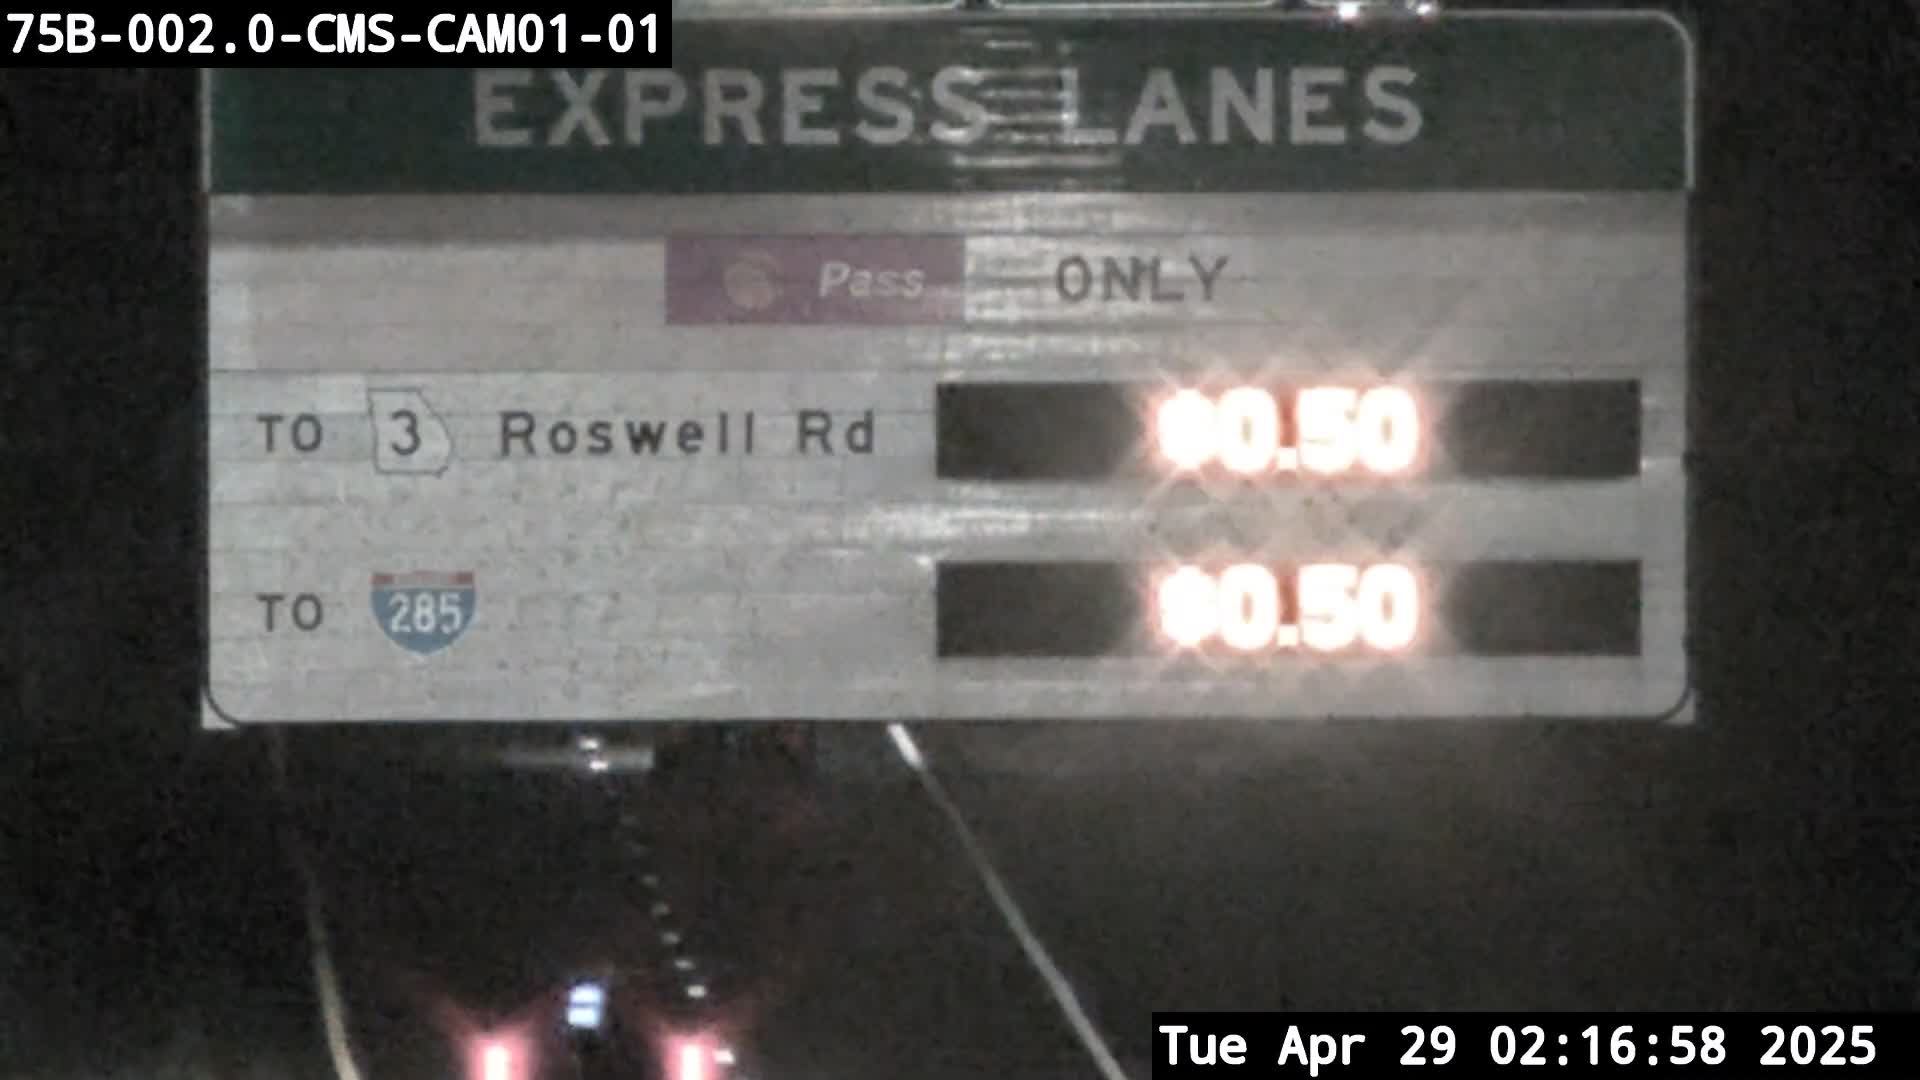 75B-002.0-CMS-CAM01-01
EXPRESS LANES
Pass ONLY
TO 3 Roswell Rd $0.50
TO 285 $0.50
Tue Apr 29 02:16:58 2025